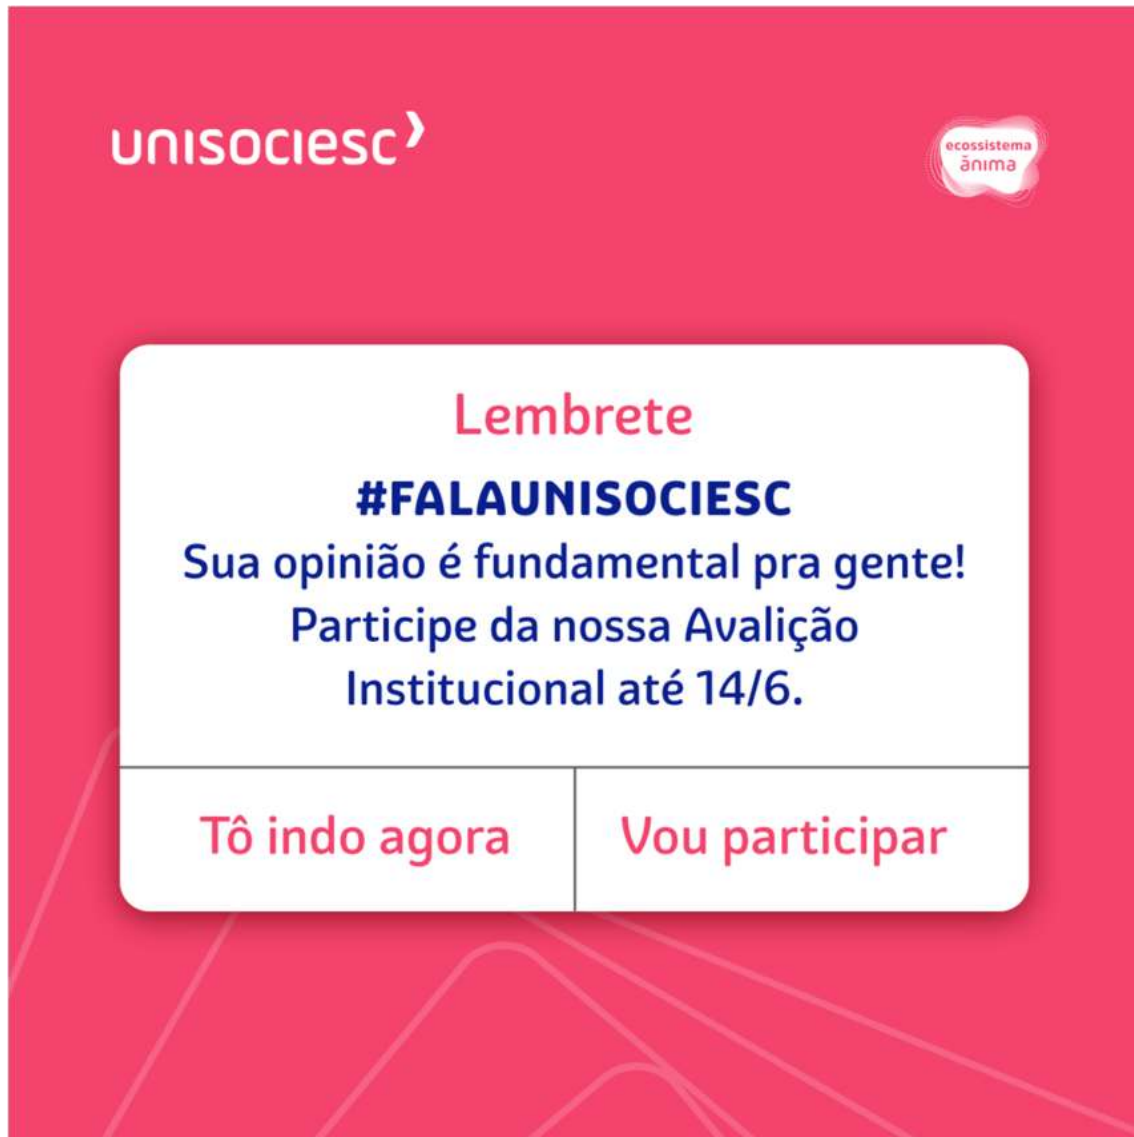 unisociesc
ecossistema
ānıma
Lembrete
#FALAUNISOCIESC
Sua opinião é fundamental pra gente!
Participe da nossa Avalição
Institucional até 14/6.
Tô indo agora
Vou participar